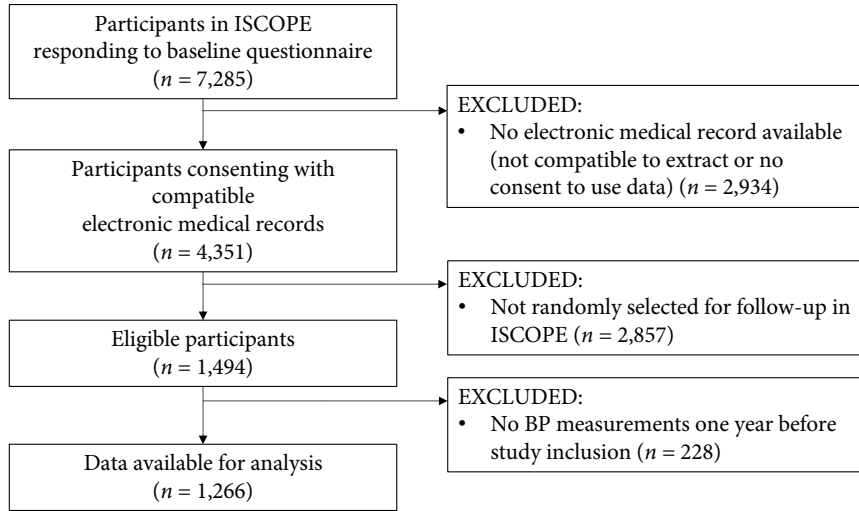 Participants in ISCOPE
responding to baseline questionnaire
(n = 7,285)
EXCLUDED:
• No electronic medical record available
(not compatible to extract or no
consent to use data) (n = 2,934)
Participants consenting with
compatible
electronic medical records
(n = 4,351)
EXCLUDED:
• Not randomly selected for follow-up in
ISCOPE (n = 2,857)
Eligible participants
(n = 1,494)
EXCLUDED:
• No BP measurements one year before
study inclusion (n = 228)
Data available for analysis
(n = 1,266)